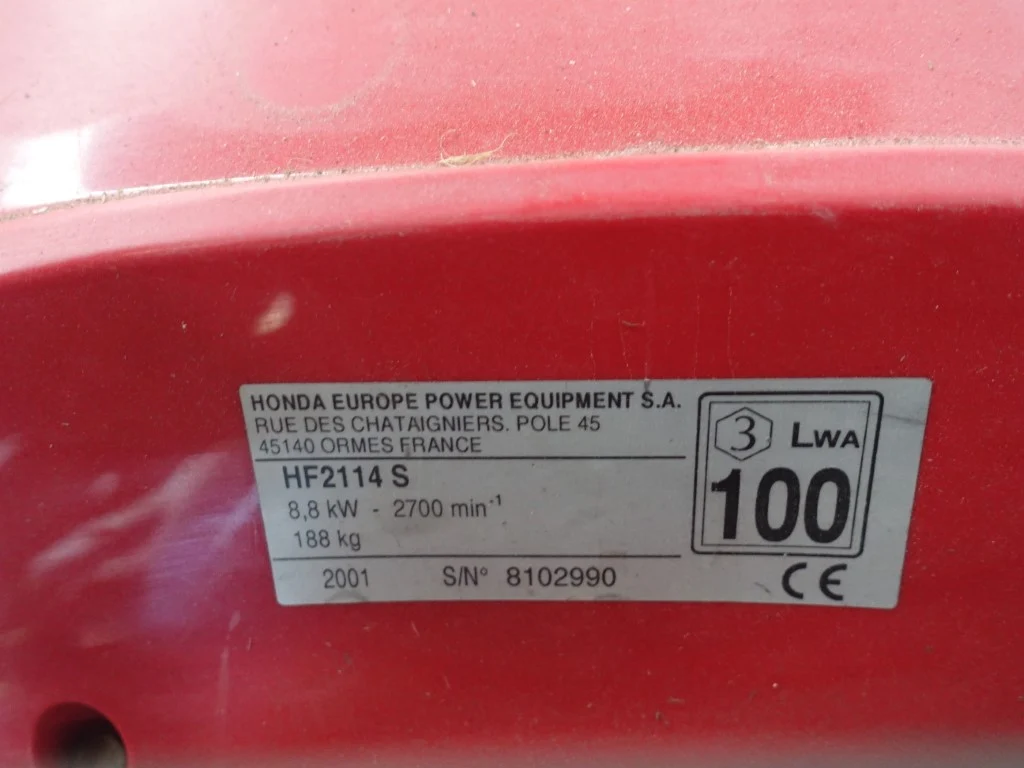 HONDA EUROPE POWER EQUIPMENT S.A.
RUE DES CHATAIGNIERS. POLE 45
45140 ORMES FRANCE
HF2114 S
8,8 kW - 2700 min⁻¹
188 kg
2001 S/N° 8102990
3 LWA
100
CE